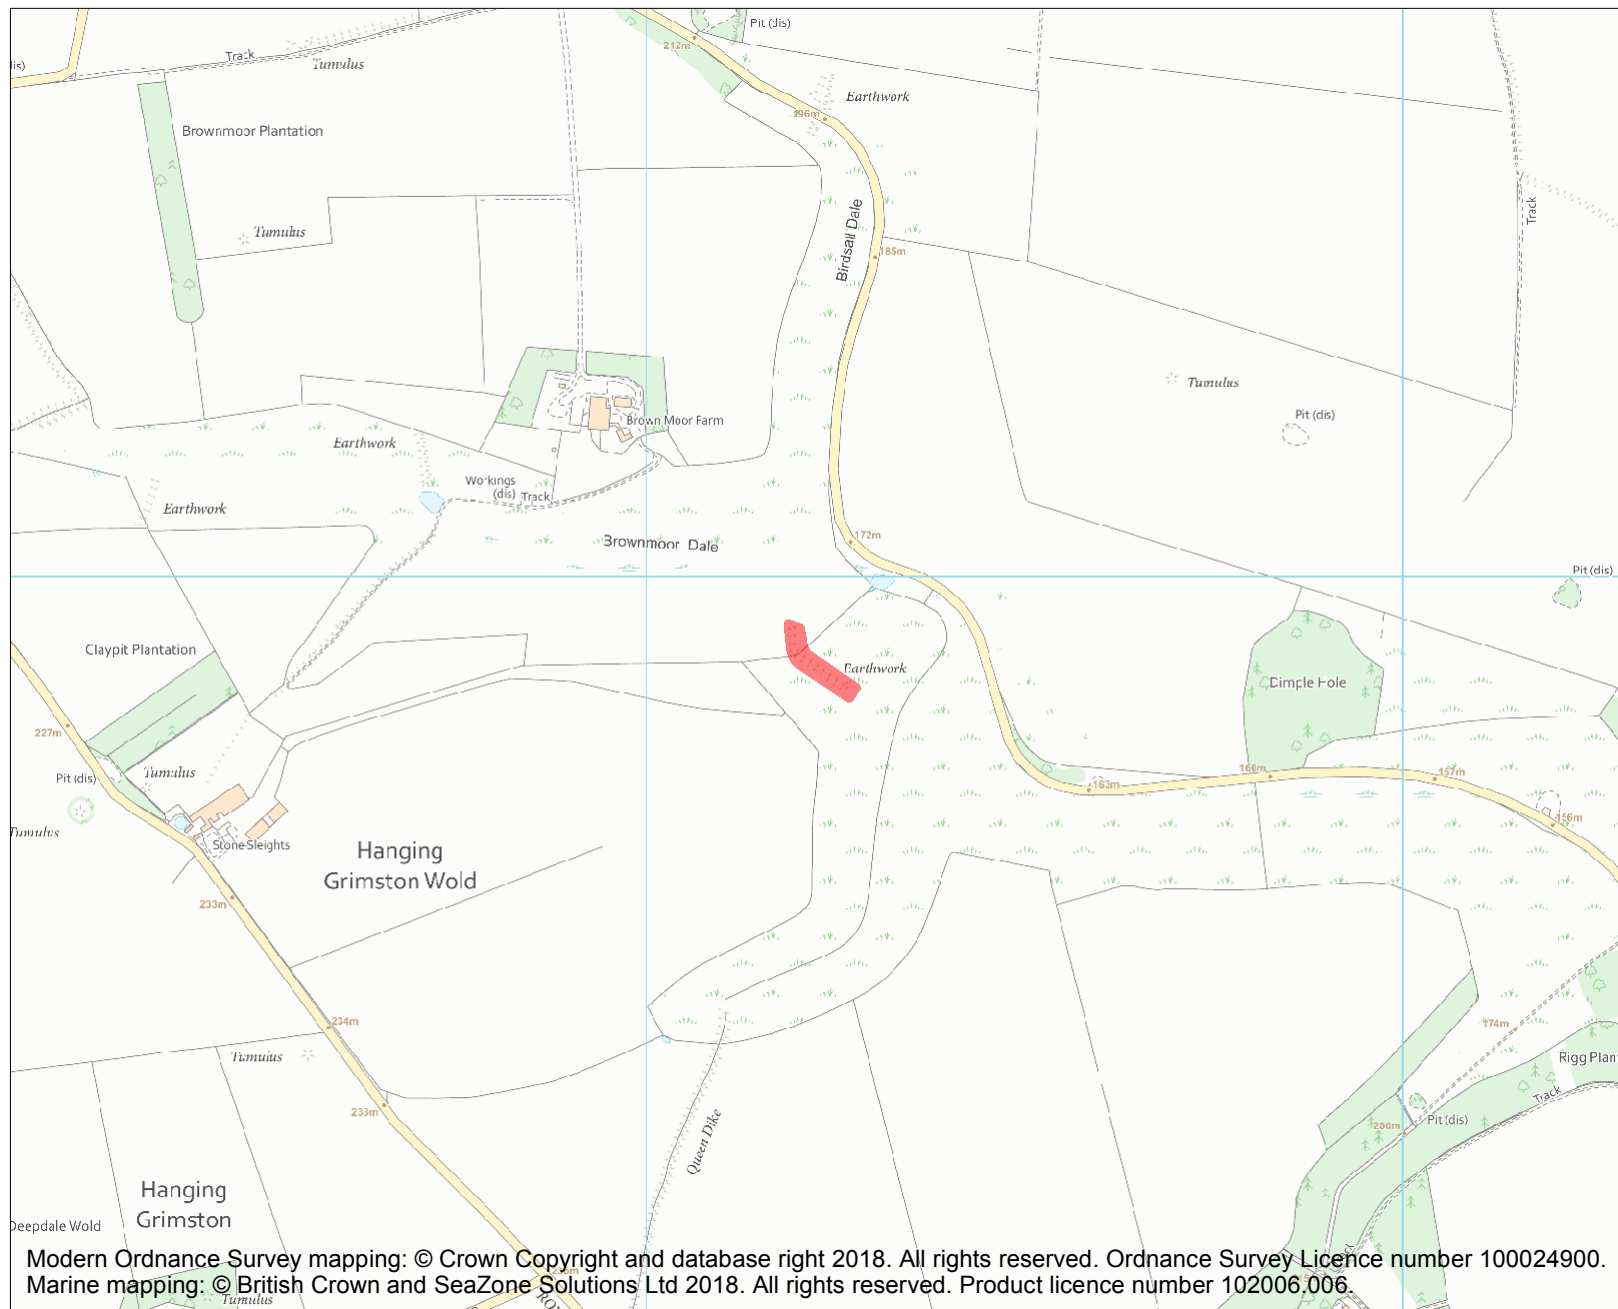 Pit (dis)
212m
Track
Tumulus
is)
Earthwork
196m
Brownmoor Plantation
Birdsall Dale
Track
Tumulus
185m
Tumulus
Pit (dis)
Brown Moor Farm
Earthwork
Workings
(dis)
Track
Earthwork
172m
Brownmoor Dale
Pit (dis)
Claypit Plantation
Earthwork
Dimple Hole
227m
Pit (dis)
Tumulus
160m
157m
163m
156m
Tumulus
Stone Sleights
Hanging
Grimston Wold
233m
234m
174m
Tumulus
Rigg Plan
Track
233m
Pit (dis)
200m
Queen Dike
Hanging
Grimston
Deepdale Wold
Modern Ordnance Survey mapping: © Crown Copyright and database right 2018. All rights reserved. Ordnance Survey Licence number 100024900.
Marine mapping: © British Crown and SeaZone Solutions Ltd 2018. All rights reserved. Product licence number 102006.006.
Tumulus